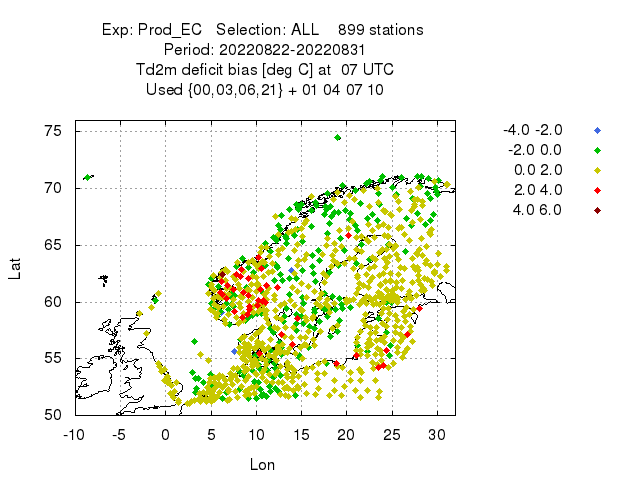 Exp: Prod_EC   Selection: ALL    899 stations
Period: 20220822-20220831
Td2m deficit bias [deg C] at  07 UTC
Used {00,03,06,21} + 01 04 07 10
-4.0 -2.0
-2.0 0.0
0.0 2.0
2.0 4.0
4.0 6.0
75
70
65
60
55
50
Lat
-10 -5 0 5 10 15 20 25 30
Lon